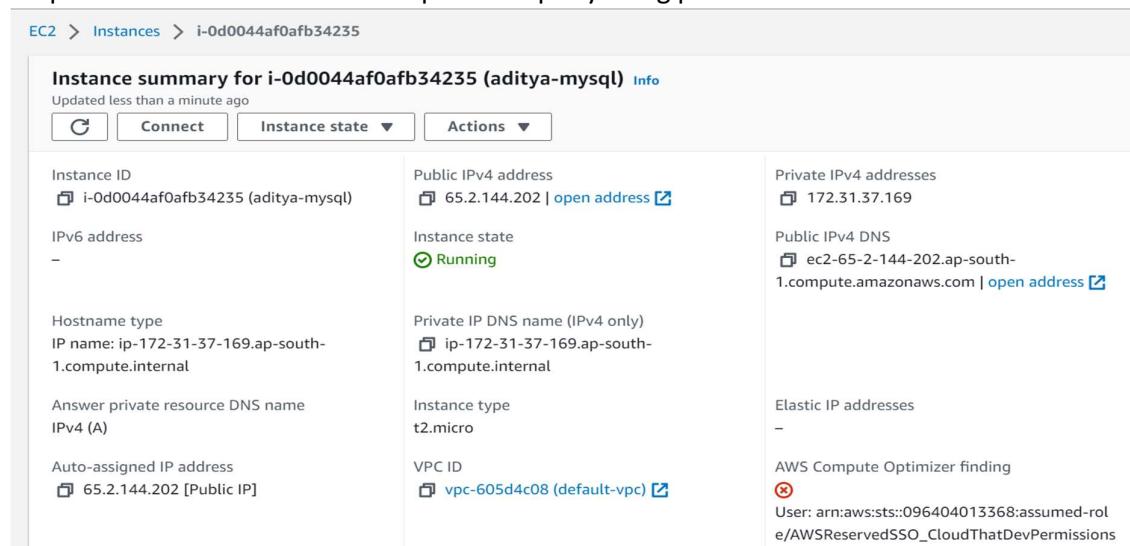 EC2 > Instances > i-0d0044af0afb34235
Instance summary for i-0d0044af0afb34235 (aditya-mysql) Info
Updated less than a minute ago
Connect Instance state ▼ Actions ▼
Instance ID
i-0d0044af0afb34235 (aditya-mysql)
Public IPv4 address
65.2.144.202 | open address
Private IPv4 addresses
172.31.37.169
IPv6 address
–
Instance state
Running
Public IPv4 DNS
ec2-65-2-144-202.ap-south-
1.compute.amazonaws.com | open address
Hostname type
IP name: ip-172-31-37-169.ap-south-
1.compute.internal
Private IP DNS name (IPv4 only)
ip-172-31-37-169.ap-south-
1.compute.internal
Answer private resource DNS name
IPv4 (A)
Instance type
t2.micro
Elastic IP addresses
–
Auto-assigned IP address
65.2.144.202 [Public IP]
VPC ID
vpc-605d4c08 (default-vpc)
AWS Compute Optimizer finding
User: arn:aws:sts::096404013368:assumed-rol
e/AWSReservedSSO_CloudThatDevPermissions